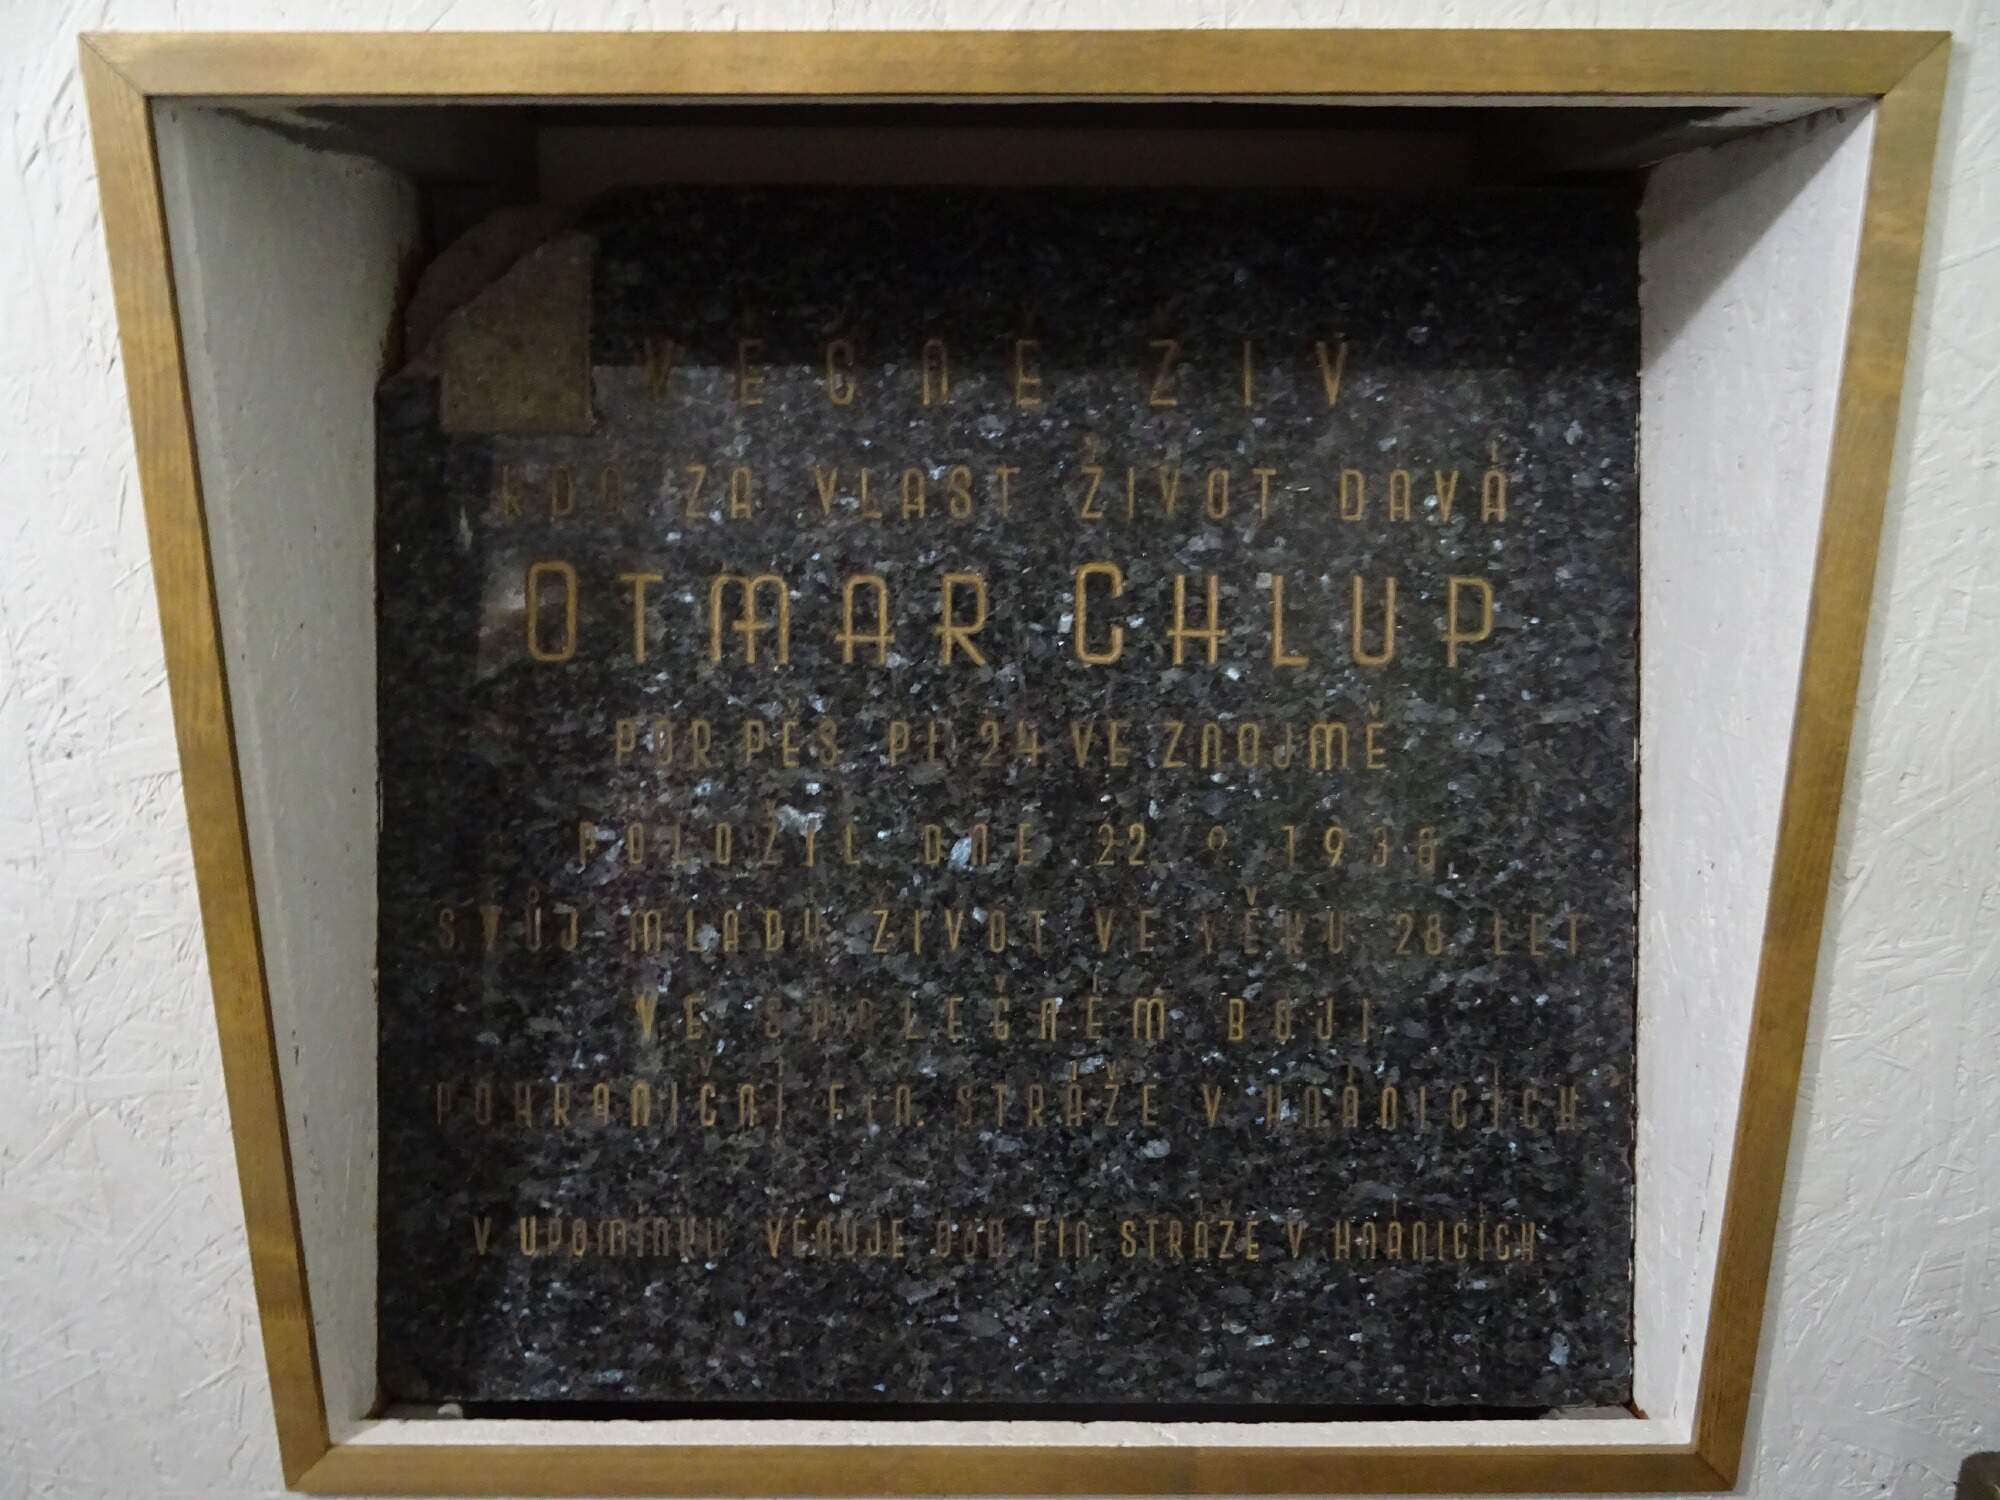 VĚČNĚ ŽIV
KDO ZA VLAST ŽIVOT DÁVÁ
OTMAR CHLUP
POR. PĚŠ. PL. 24 VE ZNOJMĚ
POLOŽIL DNE 22. 9. 1938
SVŮJ MLADÝ ŽIVOT VE VĚKU 28 LET
VE SPOLEČNÉM BOJI
POHRANIČNÍ FIN. STRÁŽE V HNÁNICÍCH
V UPOMÍNKU VĚNUJE ODD. FIN. STRÁŽE V HNÁNICÍCH